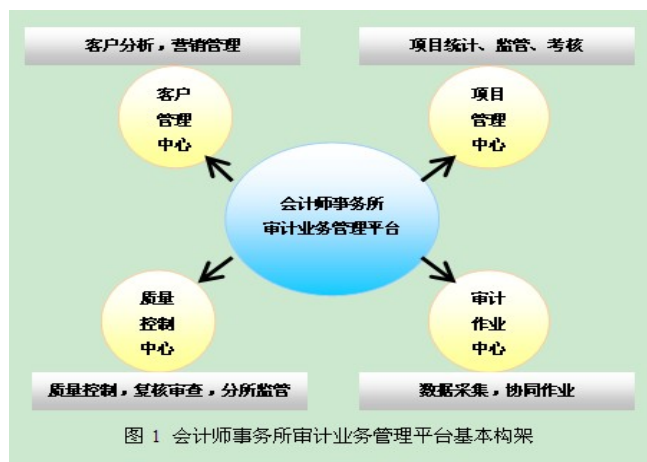 客户分析，营销管理
项目统计、监管、考核
客户
管理
中心
项目
管理
中心
会计师事务所
审计业务管理平台
质量
控制
中心
审计
作业
中心
质量控制，复核审查，分所监管
数据采集，协同作业
图 1 会计师事务所审计业务管理平台基本构架